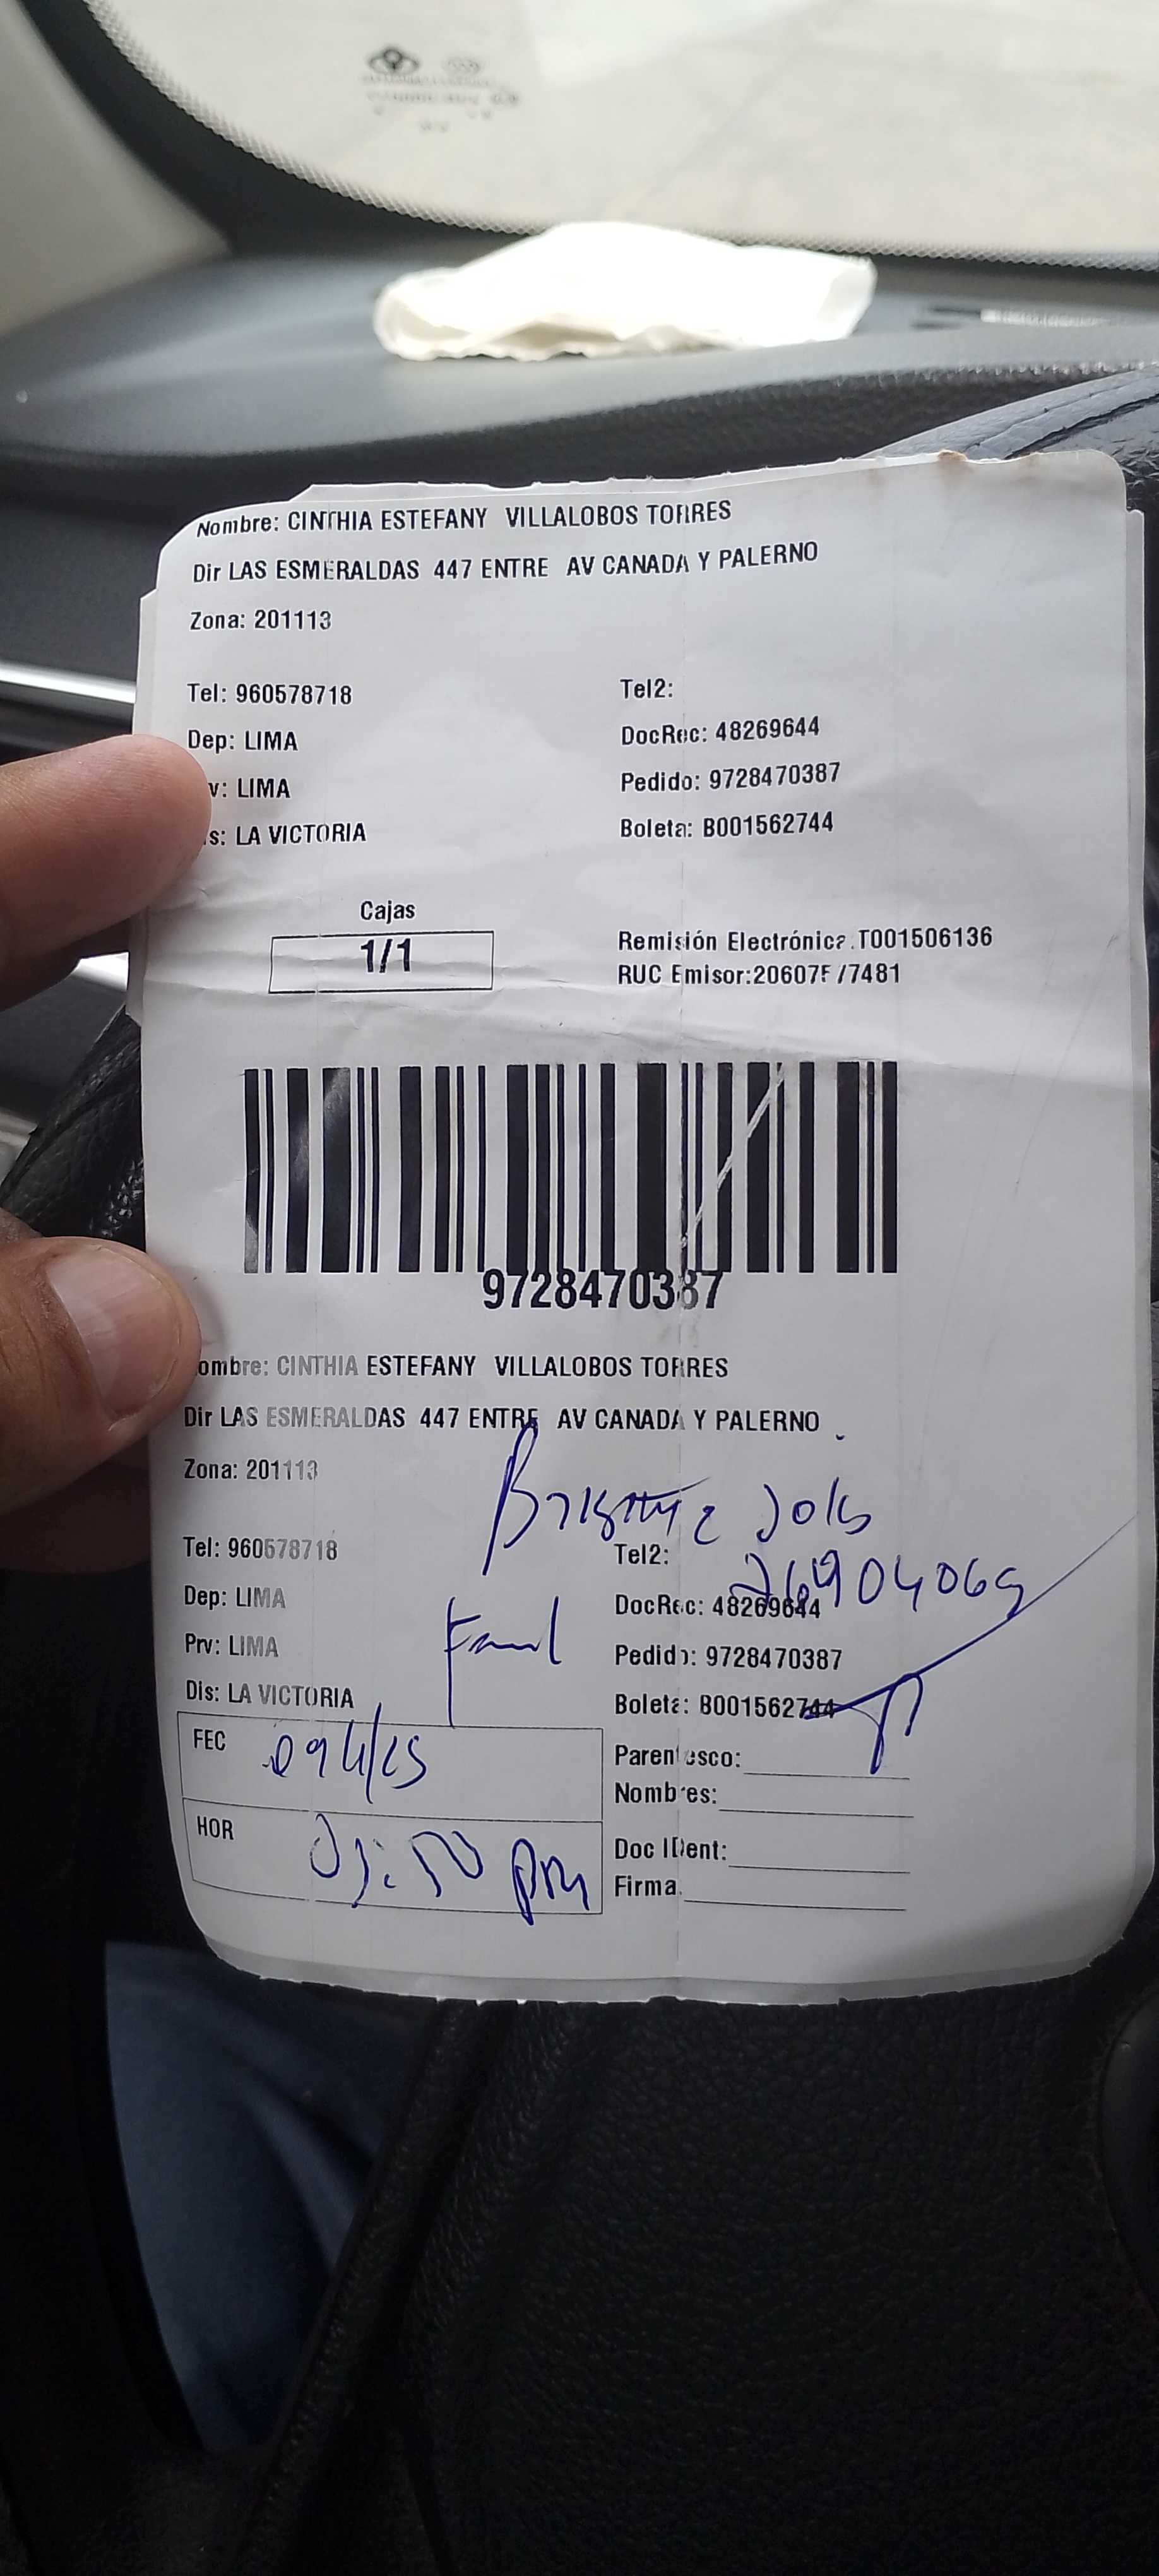 Nombre: CINTHIA ESTEFANY VILLALOBOS TORRES
Dir LAS ESMERALDAS 447 ENTRE AV CANADA Y PALERNO
Zona: 201113
Tel: 960578718
Tel2:
Dep: LIMA
DocRec: 48269644
v: LIMA
Pedido: 9728470387
s: LA VICTORIA
Boleta: B001562744
Cajas
1/1
Remisión Electrónica.T001506136
RUC Emisor:
9728470387
ombre: CINTHIA ESTEFANY VILLALOBOS TORRES
Dir LAS ESMERALDAS 447 ENTRE AV CANADA Y PALERNO
Zona: 201113
Tel: 960578718
Tel2:
Dep: LIMA
DocRec: 48269644
Prv: LIMA
Pedido: 9728470387
Dis: LA VICTORIA
Boleta: B001562744
FEC
Parentesco:
Nombres:
HOR
pm
Doc IDent:
Firma